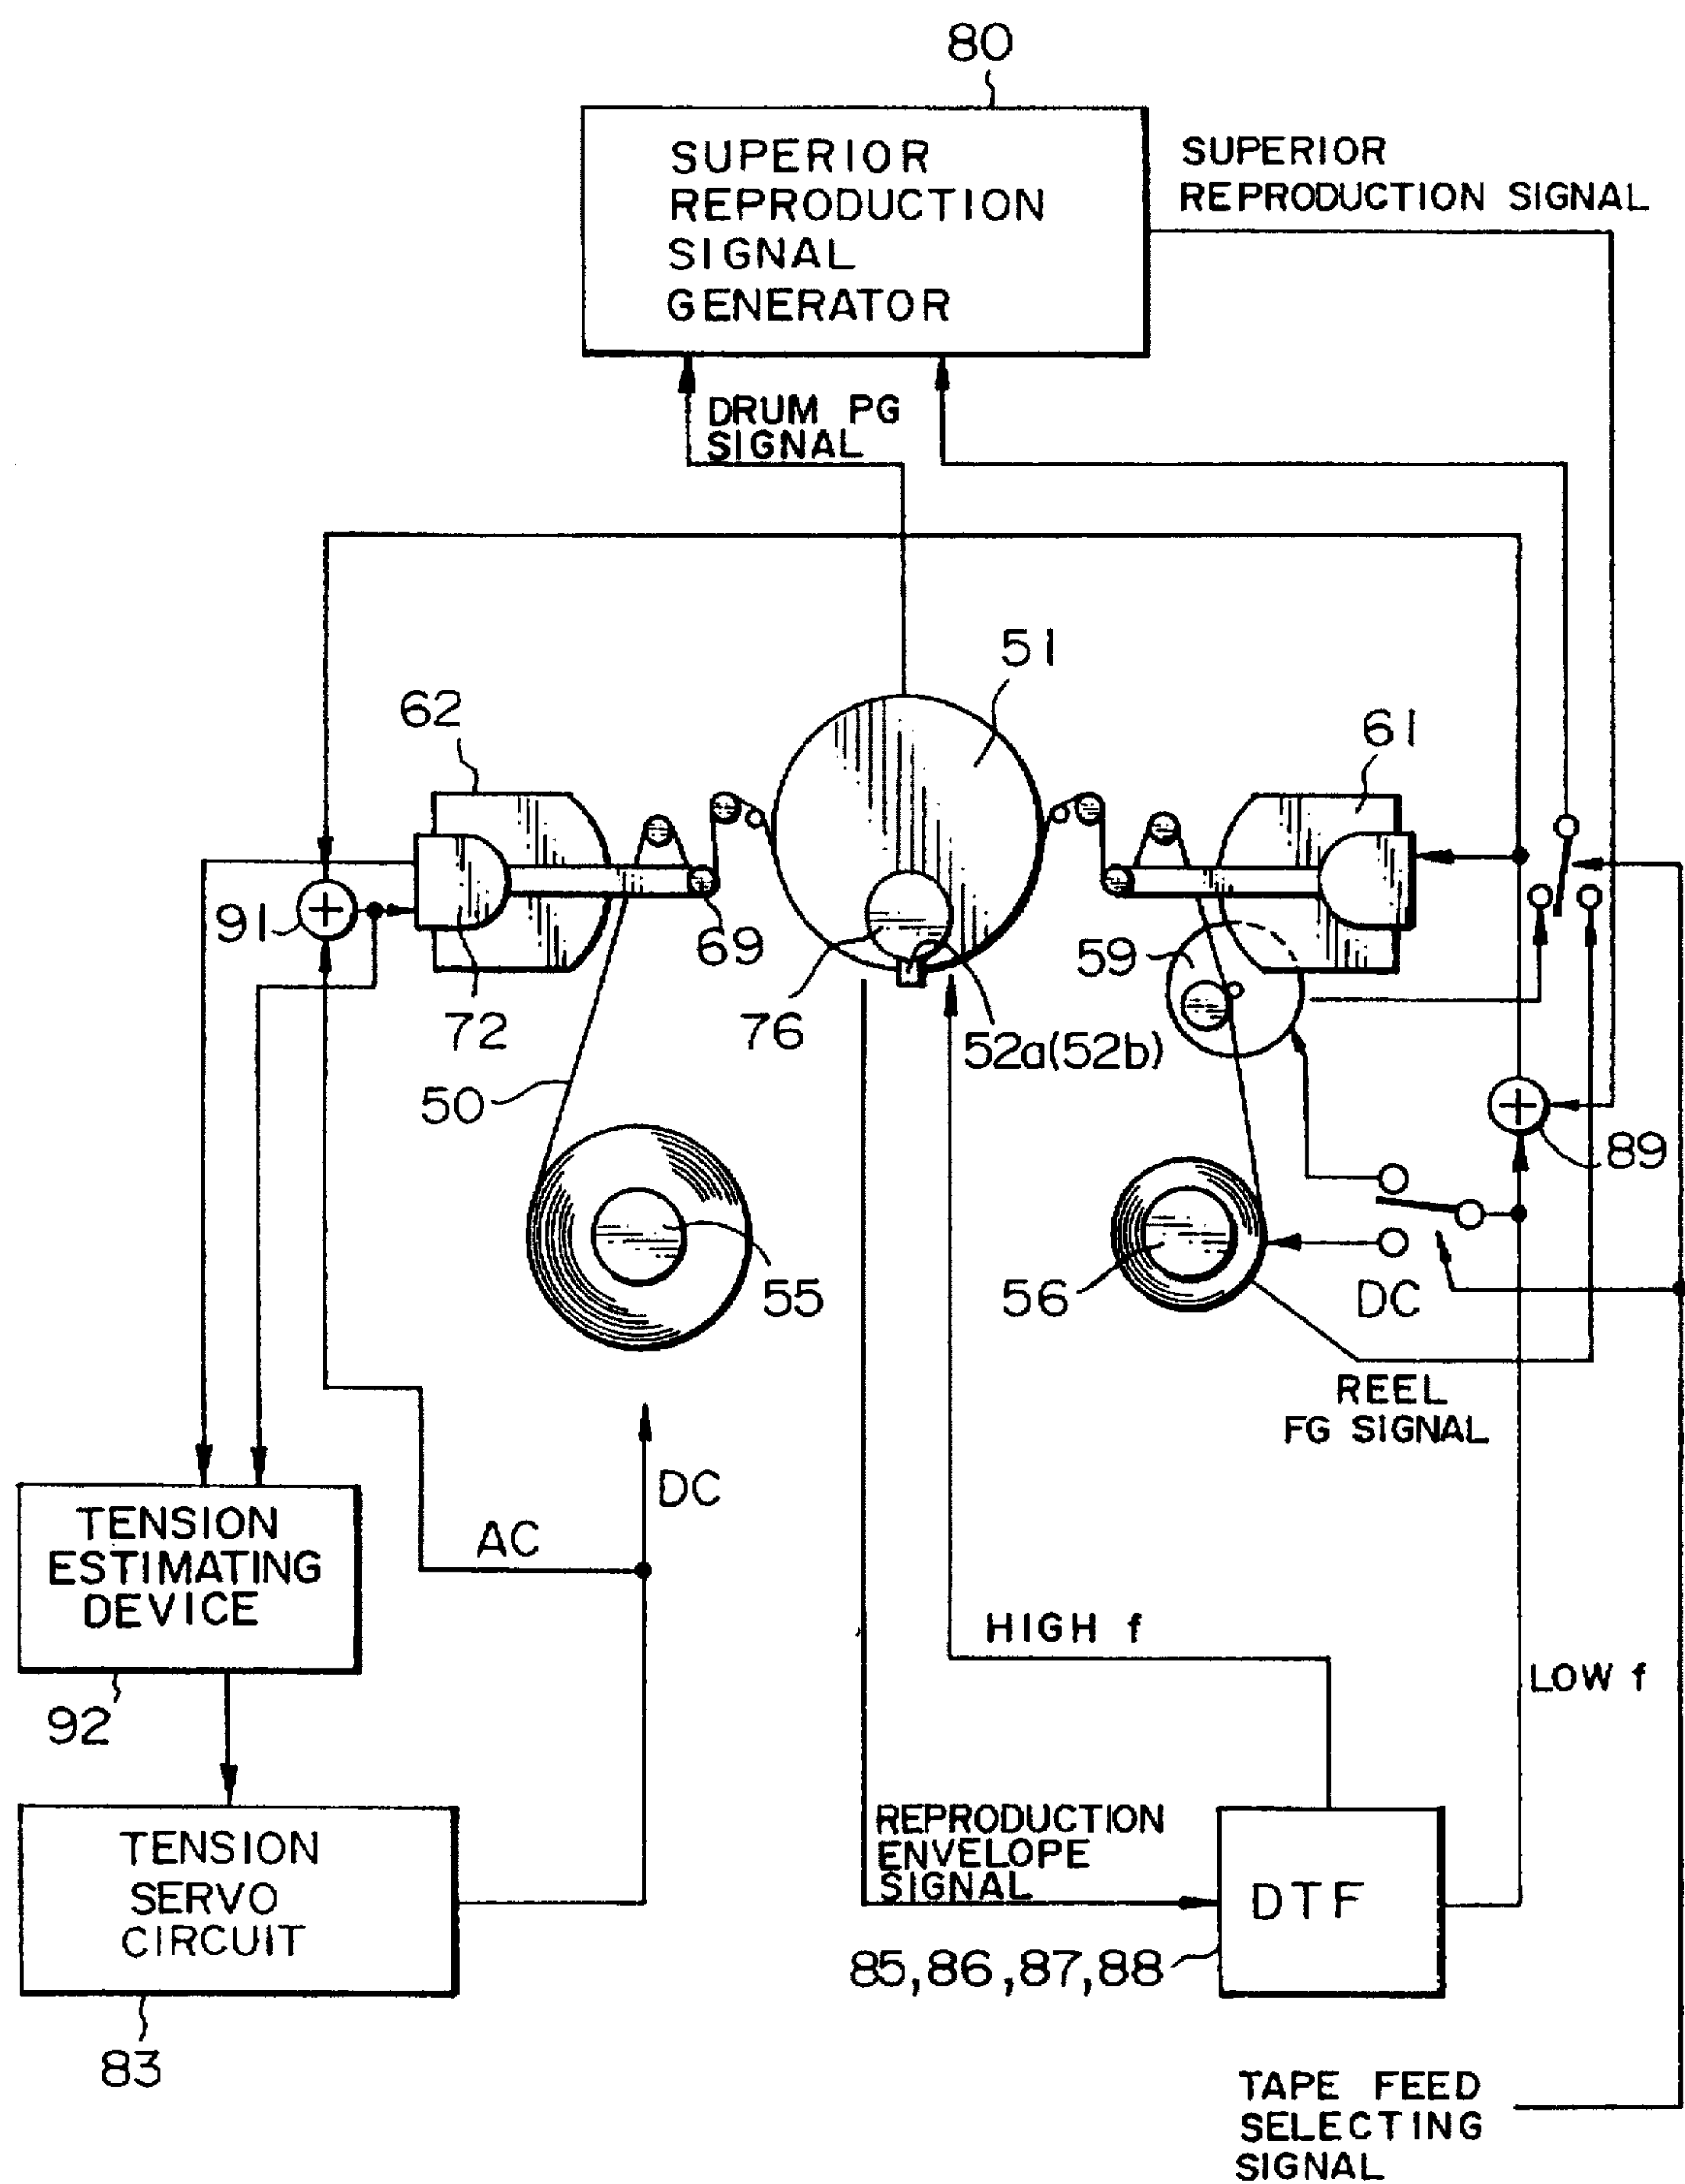 80
SUPERIOR
REPRODUCTION
SIGNAL
GENERATOR
SUPERIOR
REPRODUCTION SIGNAL
DRUM PG
SIGNAL
51
62
61
91
72
69
76
52a(52b)
59
50
89
55
56
DC
REEL
FG SIGNAL
DC
AC
TENSION
ESTIMATING
DEVICE
92
HIGH f
LOW f
TENSION
SERVO
CIRCUIT
83
REPRODUCTION
ENVELOPE
SIGNAL
DTF
85,86,87,88
TAPE FEED
SELECTING
SIGNAL